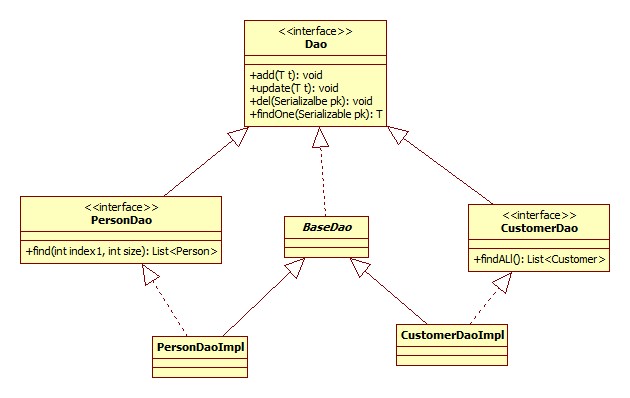 <<interface>>
Dao
+add(T t): void
+update(T t): void
+del(Serializalbe pk): void
+findOne(Serializable pk): T
<<interface>>
PersonDao
+find(int index1, int size): List<Person>
BaseDao
<<interface>>
CustomerDao
+findALl(): List<Customer>
PersonDaoImpl
CustomerDaoImpl